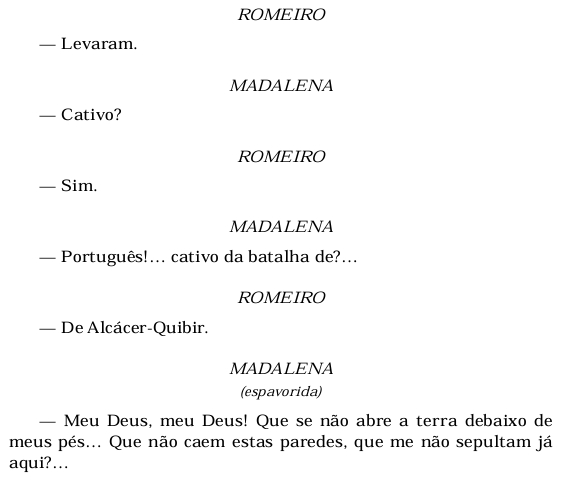 ROMEIRO
— Levaram.
MADALENA
— Cativo?
ROMEIRO
— Sim.
MADALENA
— Português!… cativo da batalha de?…
ROMEIRO
— De Alcácer-Quibir.
MADALENA
(espavorida)
— Meu Deus, meu Deus! Que se não abre a terra debaixo de
meus pés… Que não caem estas paredes, que me não sepultam já
aqui?…